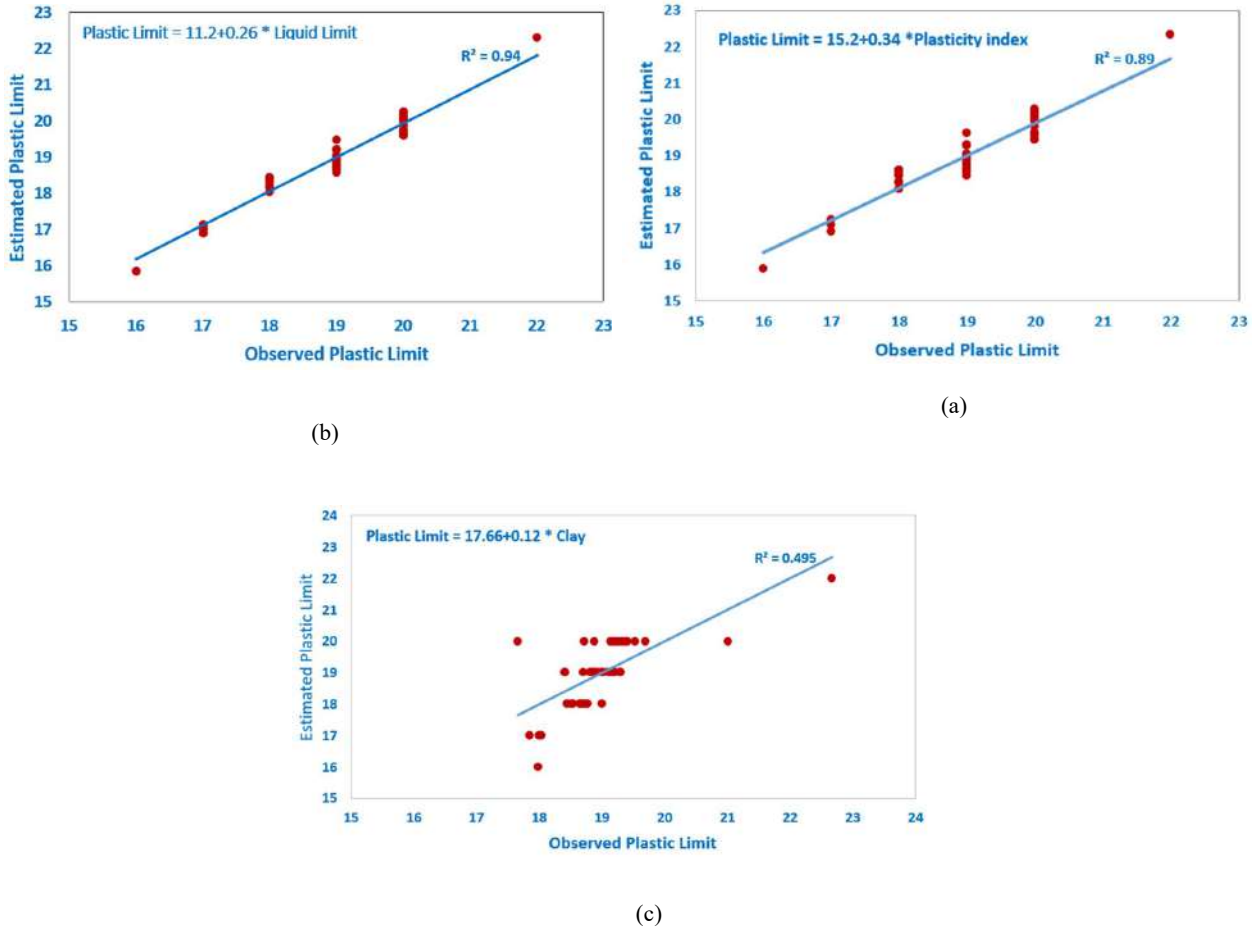 23
22
21
20
19
18
17
16
15
Estimated Plastic Limit
Plastic Limit = 11.2+0.26 * Liquid Limit
R² = 0.94
15 16 17 18 19 20 21 22 23
Observed Plastic Limit
(b)
23
22
21
20
19
18
17
16
15
Estimated Plastic Limit
Plastic Limit = 15.2+0.34 *Plasticity index
R² = 0.89
15 16 17 18 19 20 21 22 23
Observed Plastic Limit
(a)
24
23
22
21
20
19
18
17
16
15
Estimated Plastic Limit
Plastic Limit = 17.66+0.12 * Clay
R² = 0.495
15 16 17 18 19 20 21 22 23 24
Observed Plastic Limit
(c)